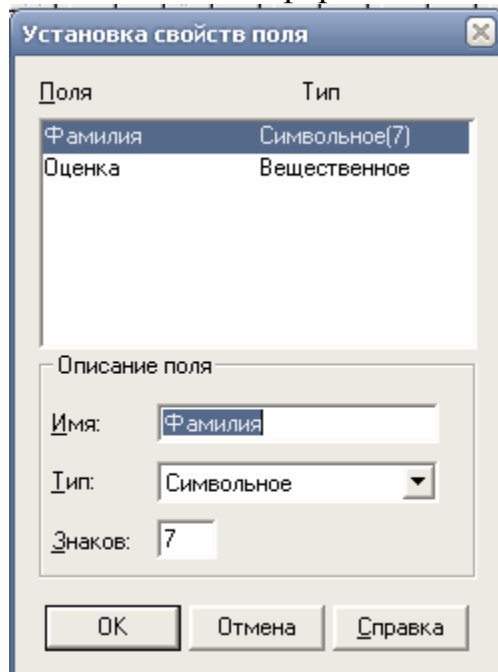 Установка свойств поля
Поля Тип
Фамилия Символьное(7)
Оценка Вещественное
Описание поля
Имя: Фамилия
Тип: Символьное
Знаков: 7
OK Отмена Справка